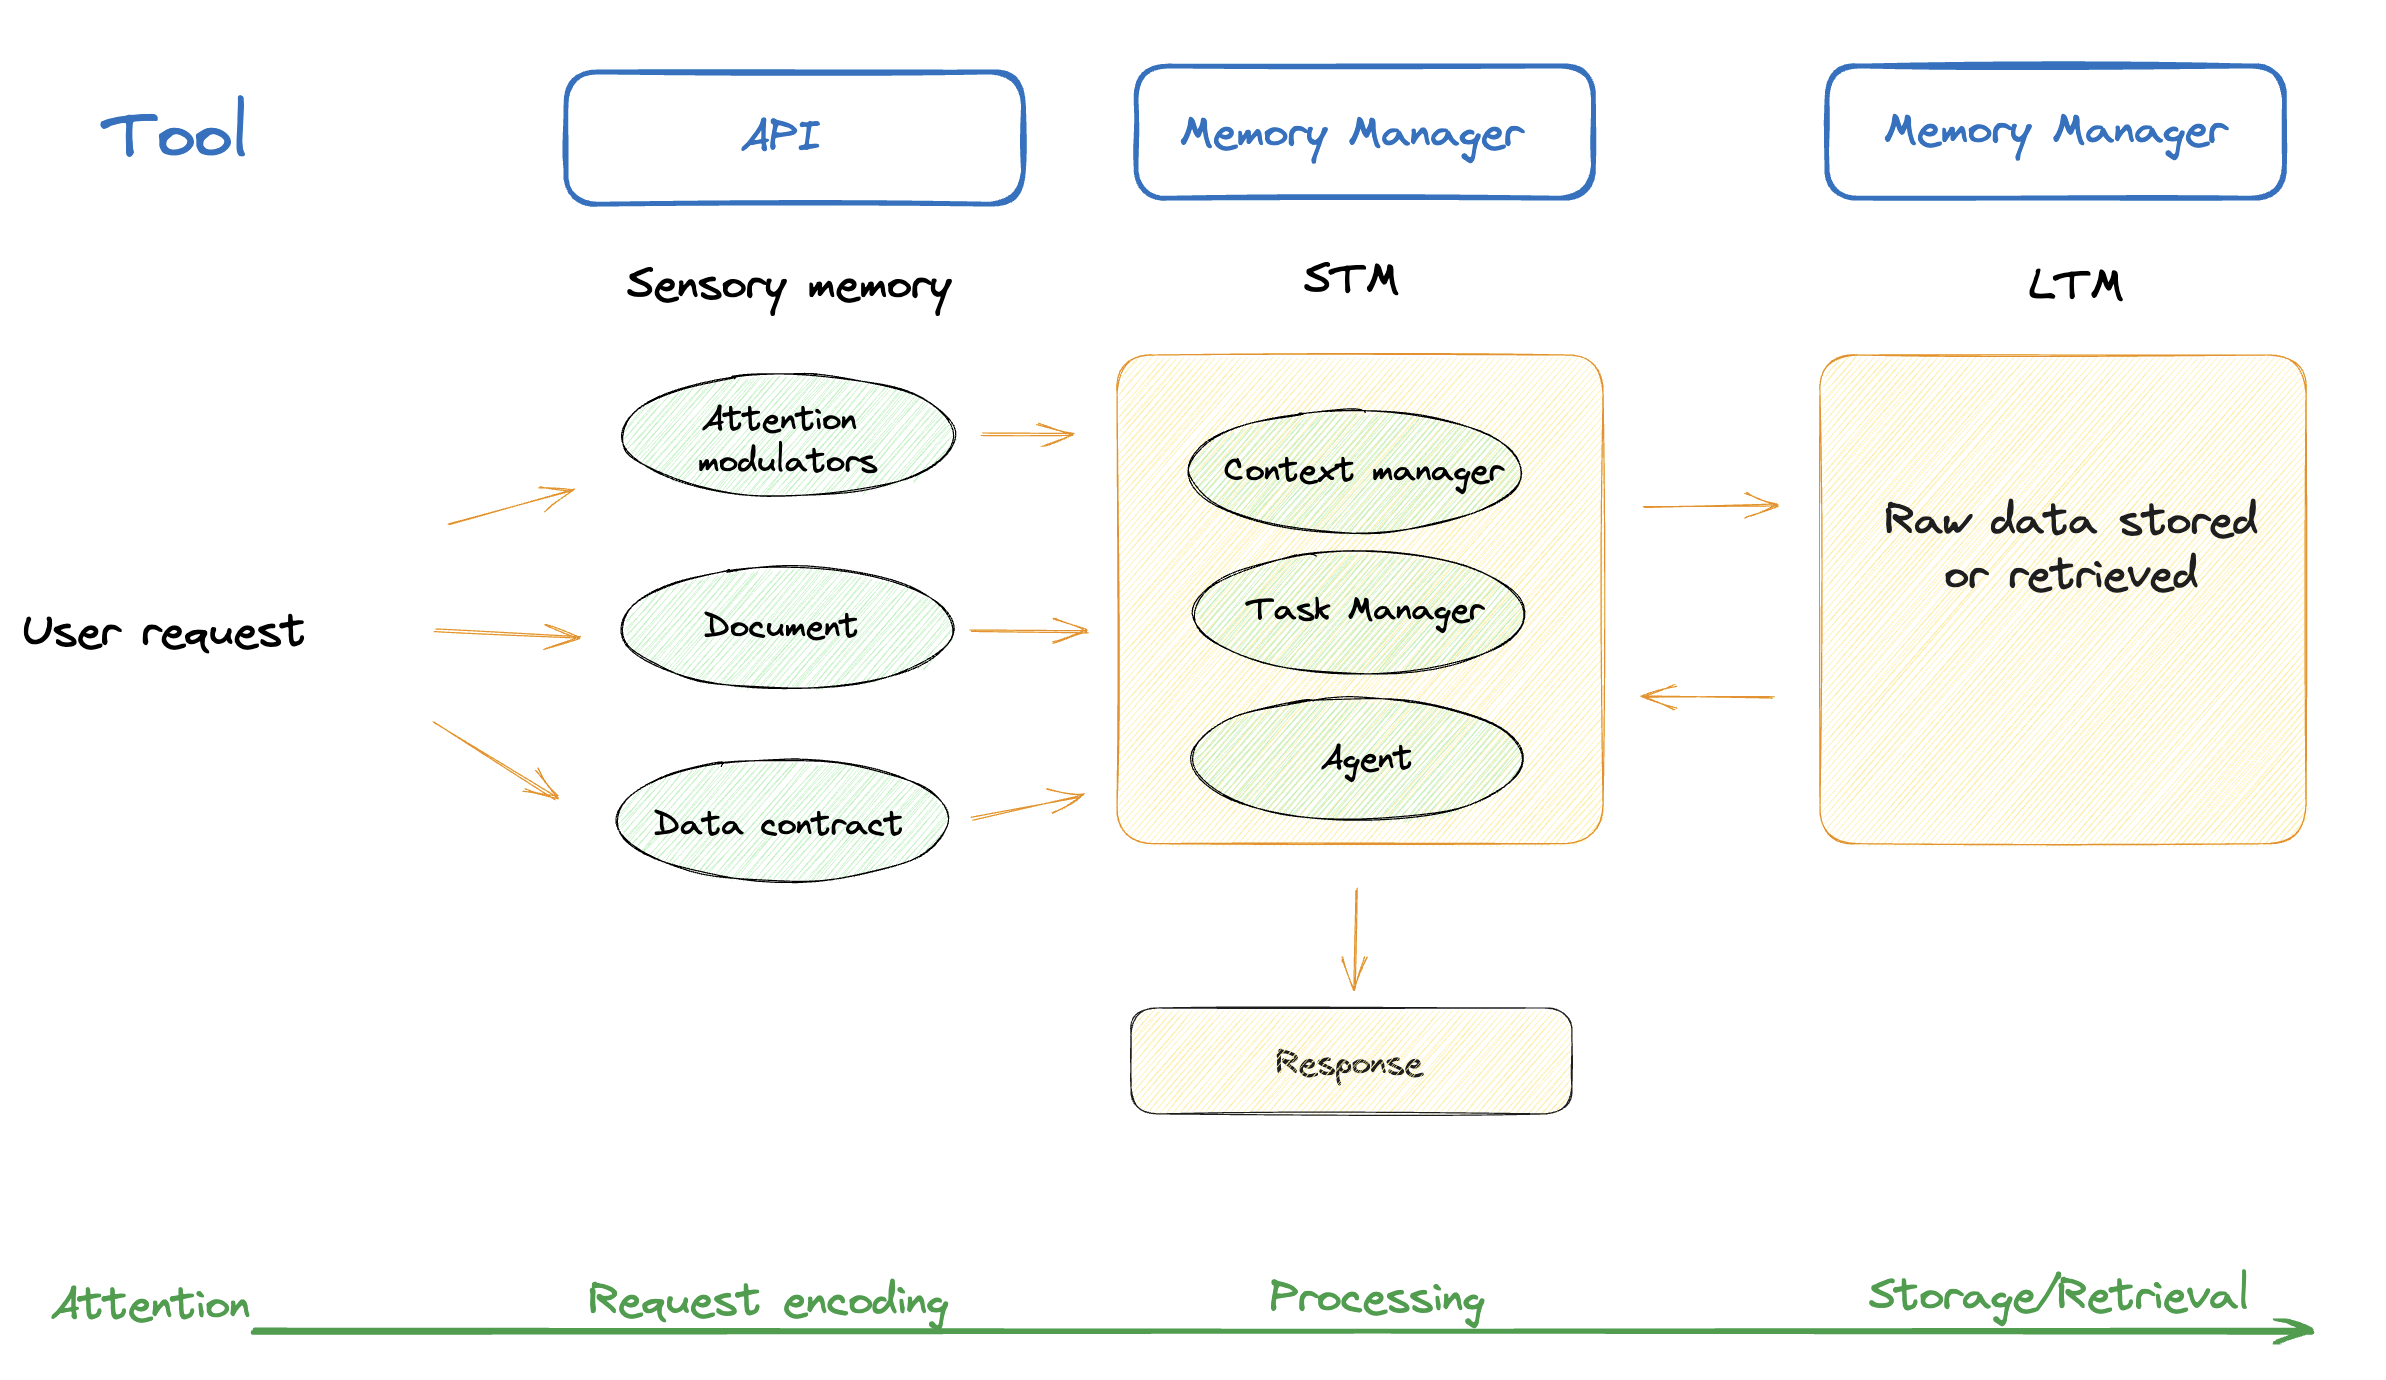 Tool
API
Memory Manager
Memory Manager
Sensory memory
STM
LTM
Attention
modulators
Context manager
Raw data stored
or retrieved
User request
Document
Task Manager
Data contract
Agent
Response
Attention
Request encoding
Processing
Storage/Retrieval